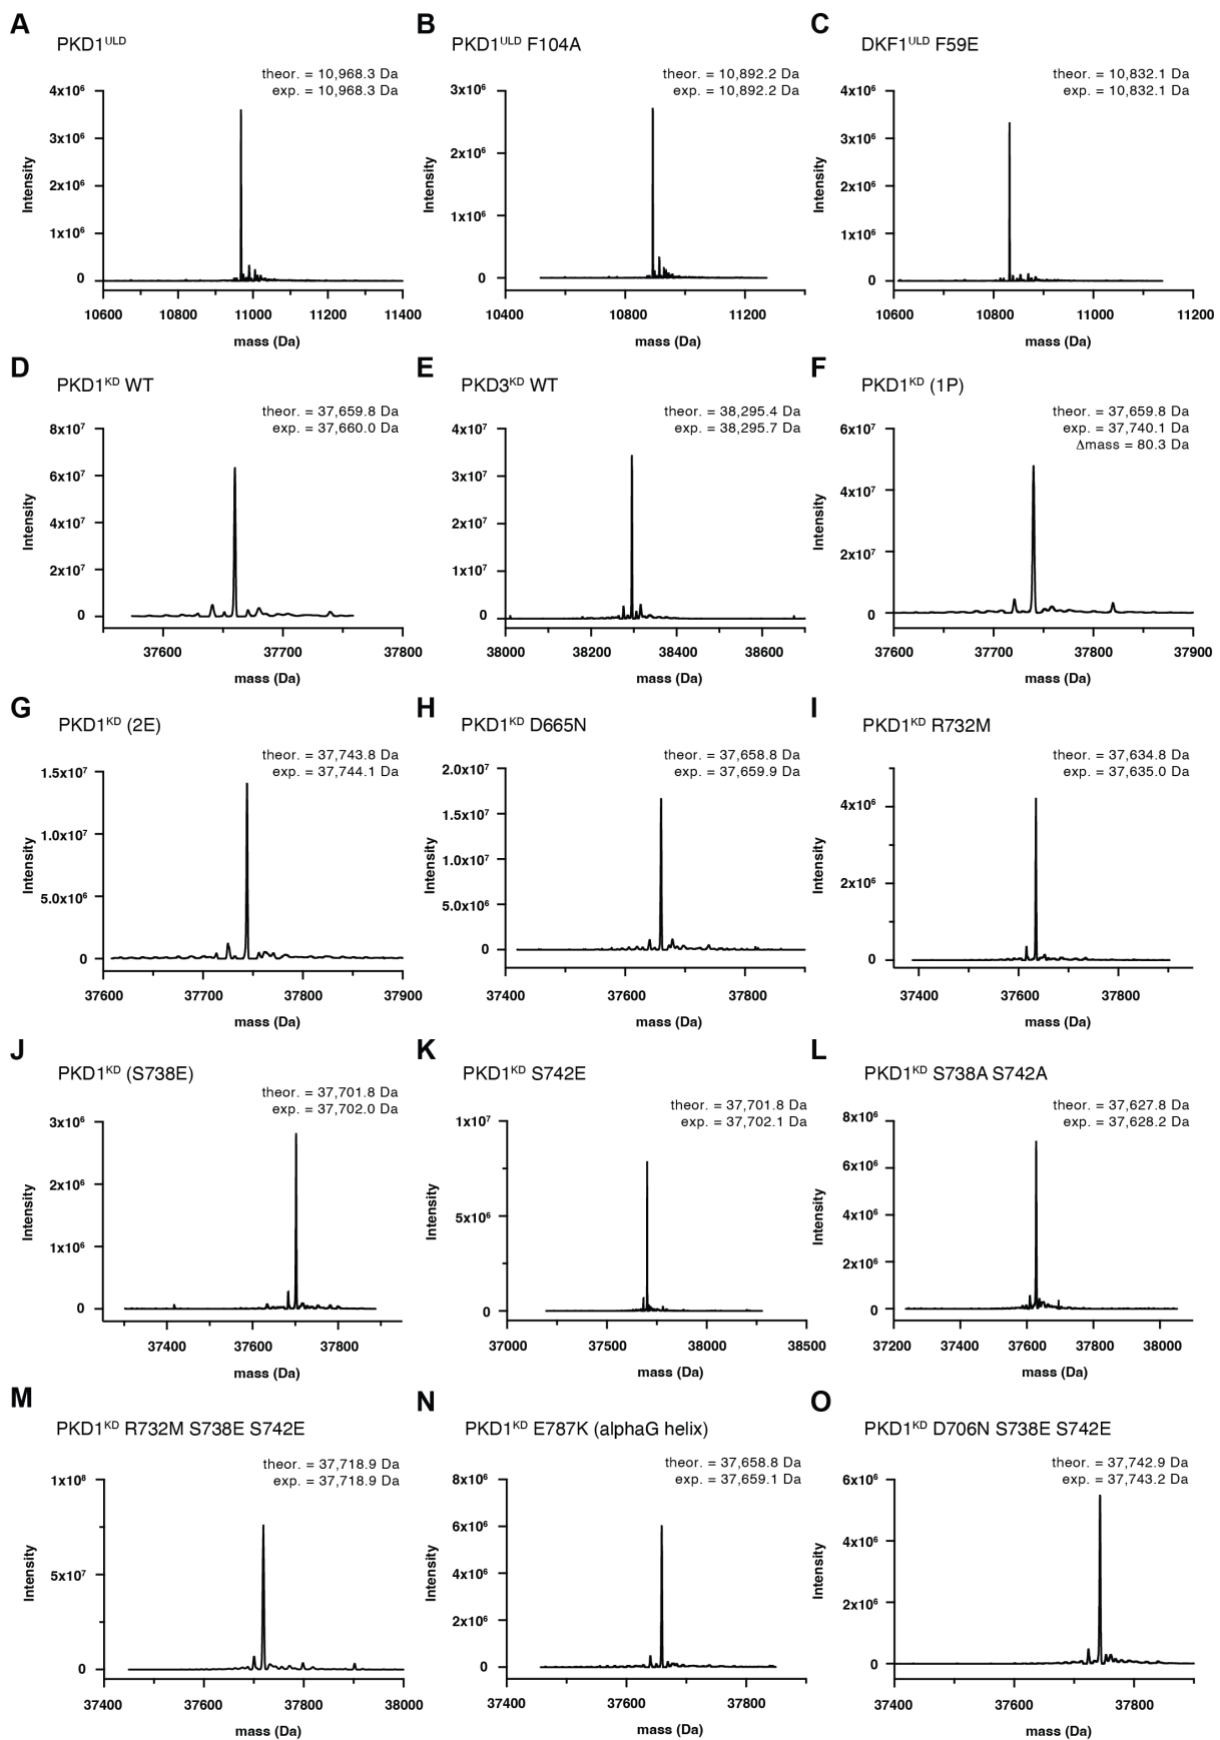 A
PKD1ᵁᴸᴰ
theor. = 10,968.3 Da
exp. = 10,968.3 Da
4x10⁶
3x10⁶
2x10⁶
1x10⁶
0
Intensity
10600 10800 11000 11200 11400
mass (Da)
B
PKD1ᵁᴸᴰ F104A
theor. = 10,892.2 Da
exp. = 10,892.2 Da
3x10⁶
2x10⁶
1x10⁶
0
Intensity
10400 10800 11200
mass (Da)
C
DKF1ᵁᴸᴰ F59E
theor. = 10,832.1 Da
exp. = 10,832.1 Da
4x10⁶
3x10⁶
2x10⁶
1x10⁶
0
Intensity
10600 10800 11000 11200
mass (Da)
D
PKD1ᴷᴰ WT
theor. = 37,659.8 Da
exp. = 37,660.0 Da
8x10⁷
6x10⁷
4x10⁷
2x10⁷
0
Intensity
37600 37700 37800
mass (Da)
E
PKD3ᴷᴰ WT
theor. = 38,295.4 Da
exp. = 38,295.7 Da
4x10⁷
3x10⁷
2x10⁷
1x10⁷
0
Intensity
38000 38200 38400 38600
mass (Da)
F
PKD1ᴷᴰ (1P)
theor. = 37,659.8 Da
exp. = 37,740.1 Da
Δmass = 80.3 Da
6x10⁷
4x10⁷
2x10⁷
0
Intensity
37600 37700 37800 37900
mass (Da)
G
PKD1ᴷᴰ (2E)
theor. = 37,743.8 Da
exp. = 37,744.1 Da
1.5x10⁷
1.0x10⁷
5.0x10⁶
0
Intensity
37600 37700 37800 37900
mass (Da)
H
PKD1ᴷᴰ D665N
theor. = 37,658.8 Da
exp. = 37,659.9 Da
2.0x10⁷
1.5x10⁷
1.0x10⁷
5.0x10⁶
0
Intensity
37400 37600 37800
mass (Da)
I
PKD1ᴷᴰ R732M
theor. = 37,634.8 Da
exp. = 37,635.0 Da
4x10⁶
2x10⁶
0
Intensity
37400 37600 37800
mass (Da)
J
PKD1ᴷᴰ (S738E)
theor. = 37,701.8 Da
exp. = 37,702.0 Da
3x10⁶
2x10⁶
1x10⁶
0
Intensity
37400 37600 37800
mass (Da)
K
PKD1ᴷᴰ S742E
theor. = 37,701.8 Da
exp. = 37,702.1 Da
1x10⁷
5x10⁶
0
Intensity
37000 37500 38000 38500
mass (Da)
L
PKD1ᴷᴰ S738A S742A
theor. = 37,627.8 Da
exp. = 37,628.2 Da
8x10⁶
6x10⁶
4x10⁶
2x10⁶
0
Intensity
37200 37400 37600 37800 38000
mass (Da)
M
PKD1ᴷᴰ R732M S738E S742E
theor. = 37,718.9 Da
exp. = 37,718.9 Da
1x10⁸
5x10⁷
0
Intensity
37400 37600 37800 38000
mass (Da)
N
PKD1ᴷᴰ E787K (alphaG helix)
theor. = 37,658.8 Da
exp. = 37,659.1 Da
8x10⁶
6x10⁶
4x10⁶
2x10⁶
0
Intensity
37400 37600 37800
mass (Da)
O
PKD1ᴷᴰ D706N S738E S742E
theor. = 37,742.9 Da
exp. = 37,743.2 Da
6x10⁶
4x10⁶
2x10⁶
0
Intensity
37400 37600 37800
mass (Da)